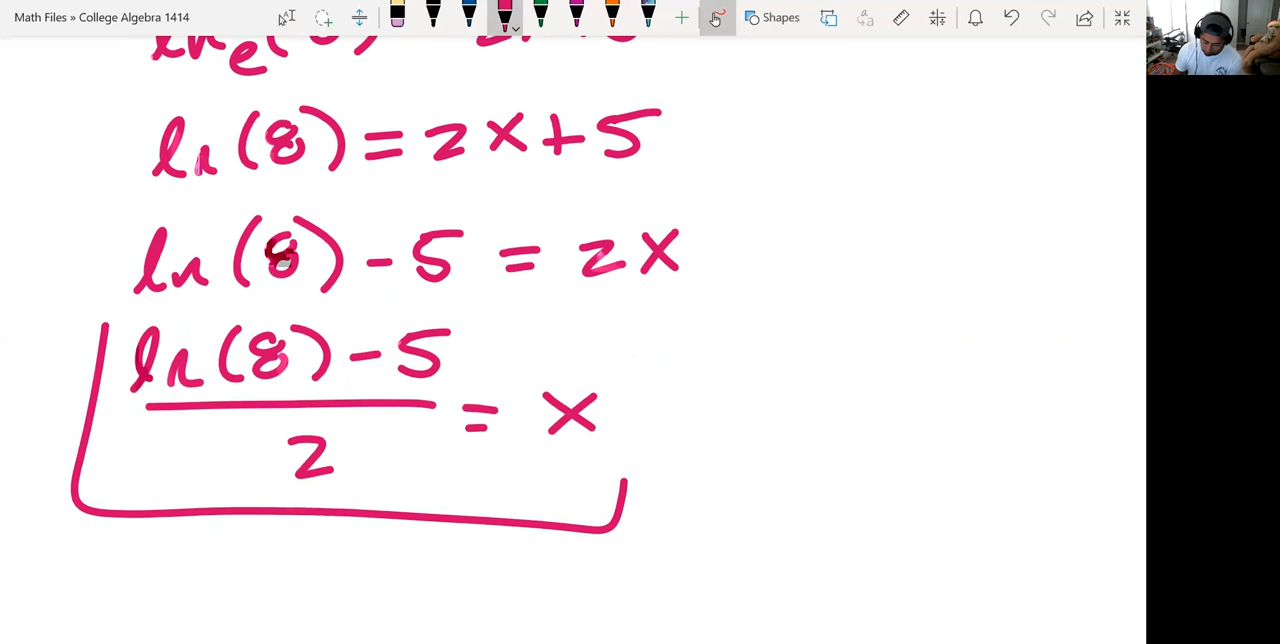 Math Files » College Algebra 1414
Shapes
ln(8) = 2x+5
ln(8) - 5 = 2x
ln(8) - 5
2
= x